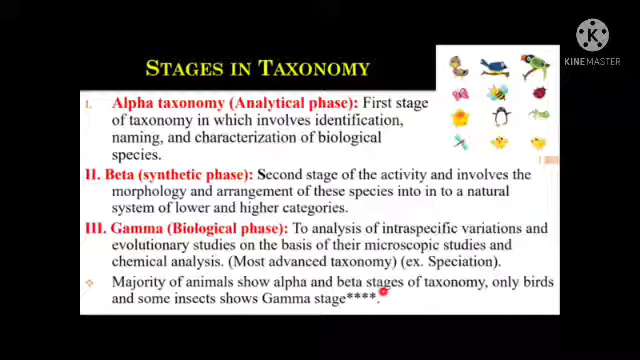 KINEMASTER
STAGES IN TAXONOMY
I. Alpha taxonomy (Analytical phase): First stage
of taxonomy in which involves identification,
naming, and characterization of biological
species.
II. Beta (synthetic phase): Second stage of the activity and involves the
morphology and arrangement of these species into in to a natural
system of lower and higher categories.
III. Gamma (Biological phase): To analysis of intraspecific variations and
evolutionary studies on the basis of their microscopic studies and
chemical analysis. (Most advanced taxonomy) (ex. Speciation).
❖ Majority of animals show alpha and beta stages of taxonomy, only birds
and some insects shows Gamma stage****.